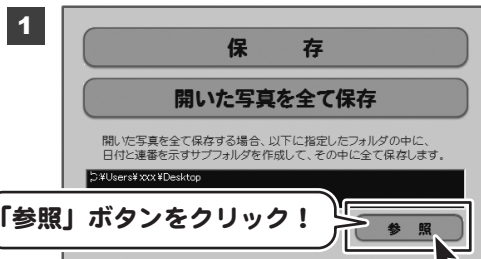 1
保 存
開いた写真を全て保存
開いた写真を全て保存する場合、以下に指定したフォルダの中に、
日付と連番を示すサブフォルダを作成して、その中に全て保存します。
C:¥Users¥xxx¥Desktop
「参照」ボタンをクリック！
参 照